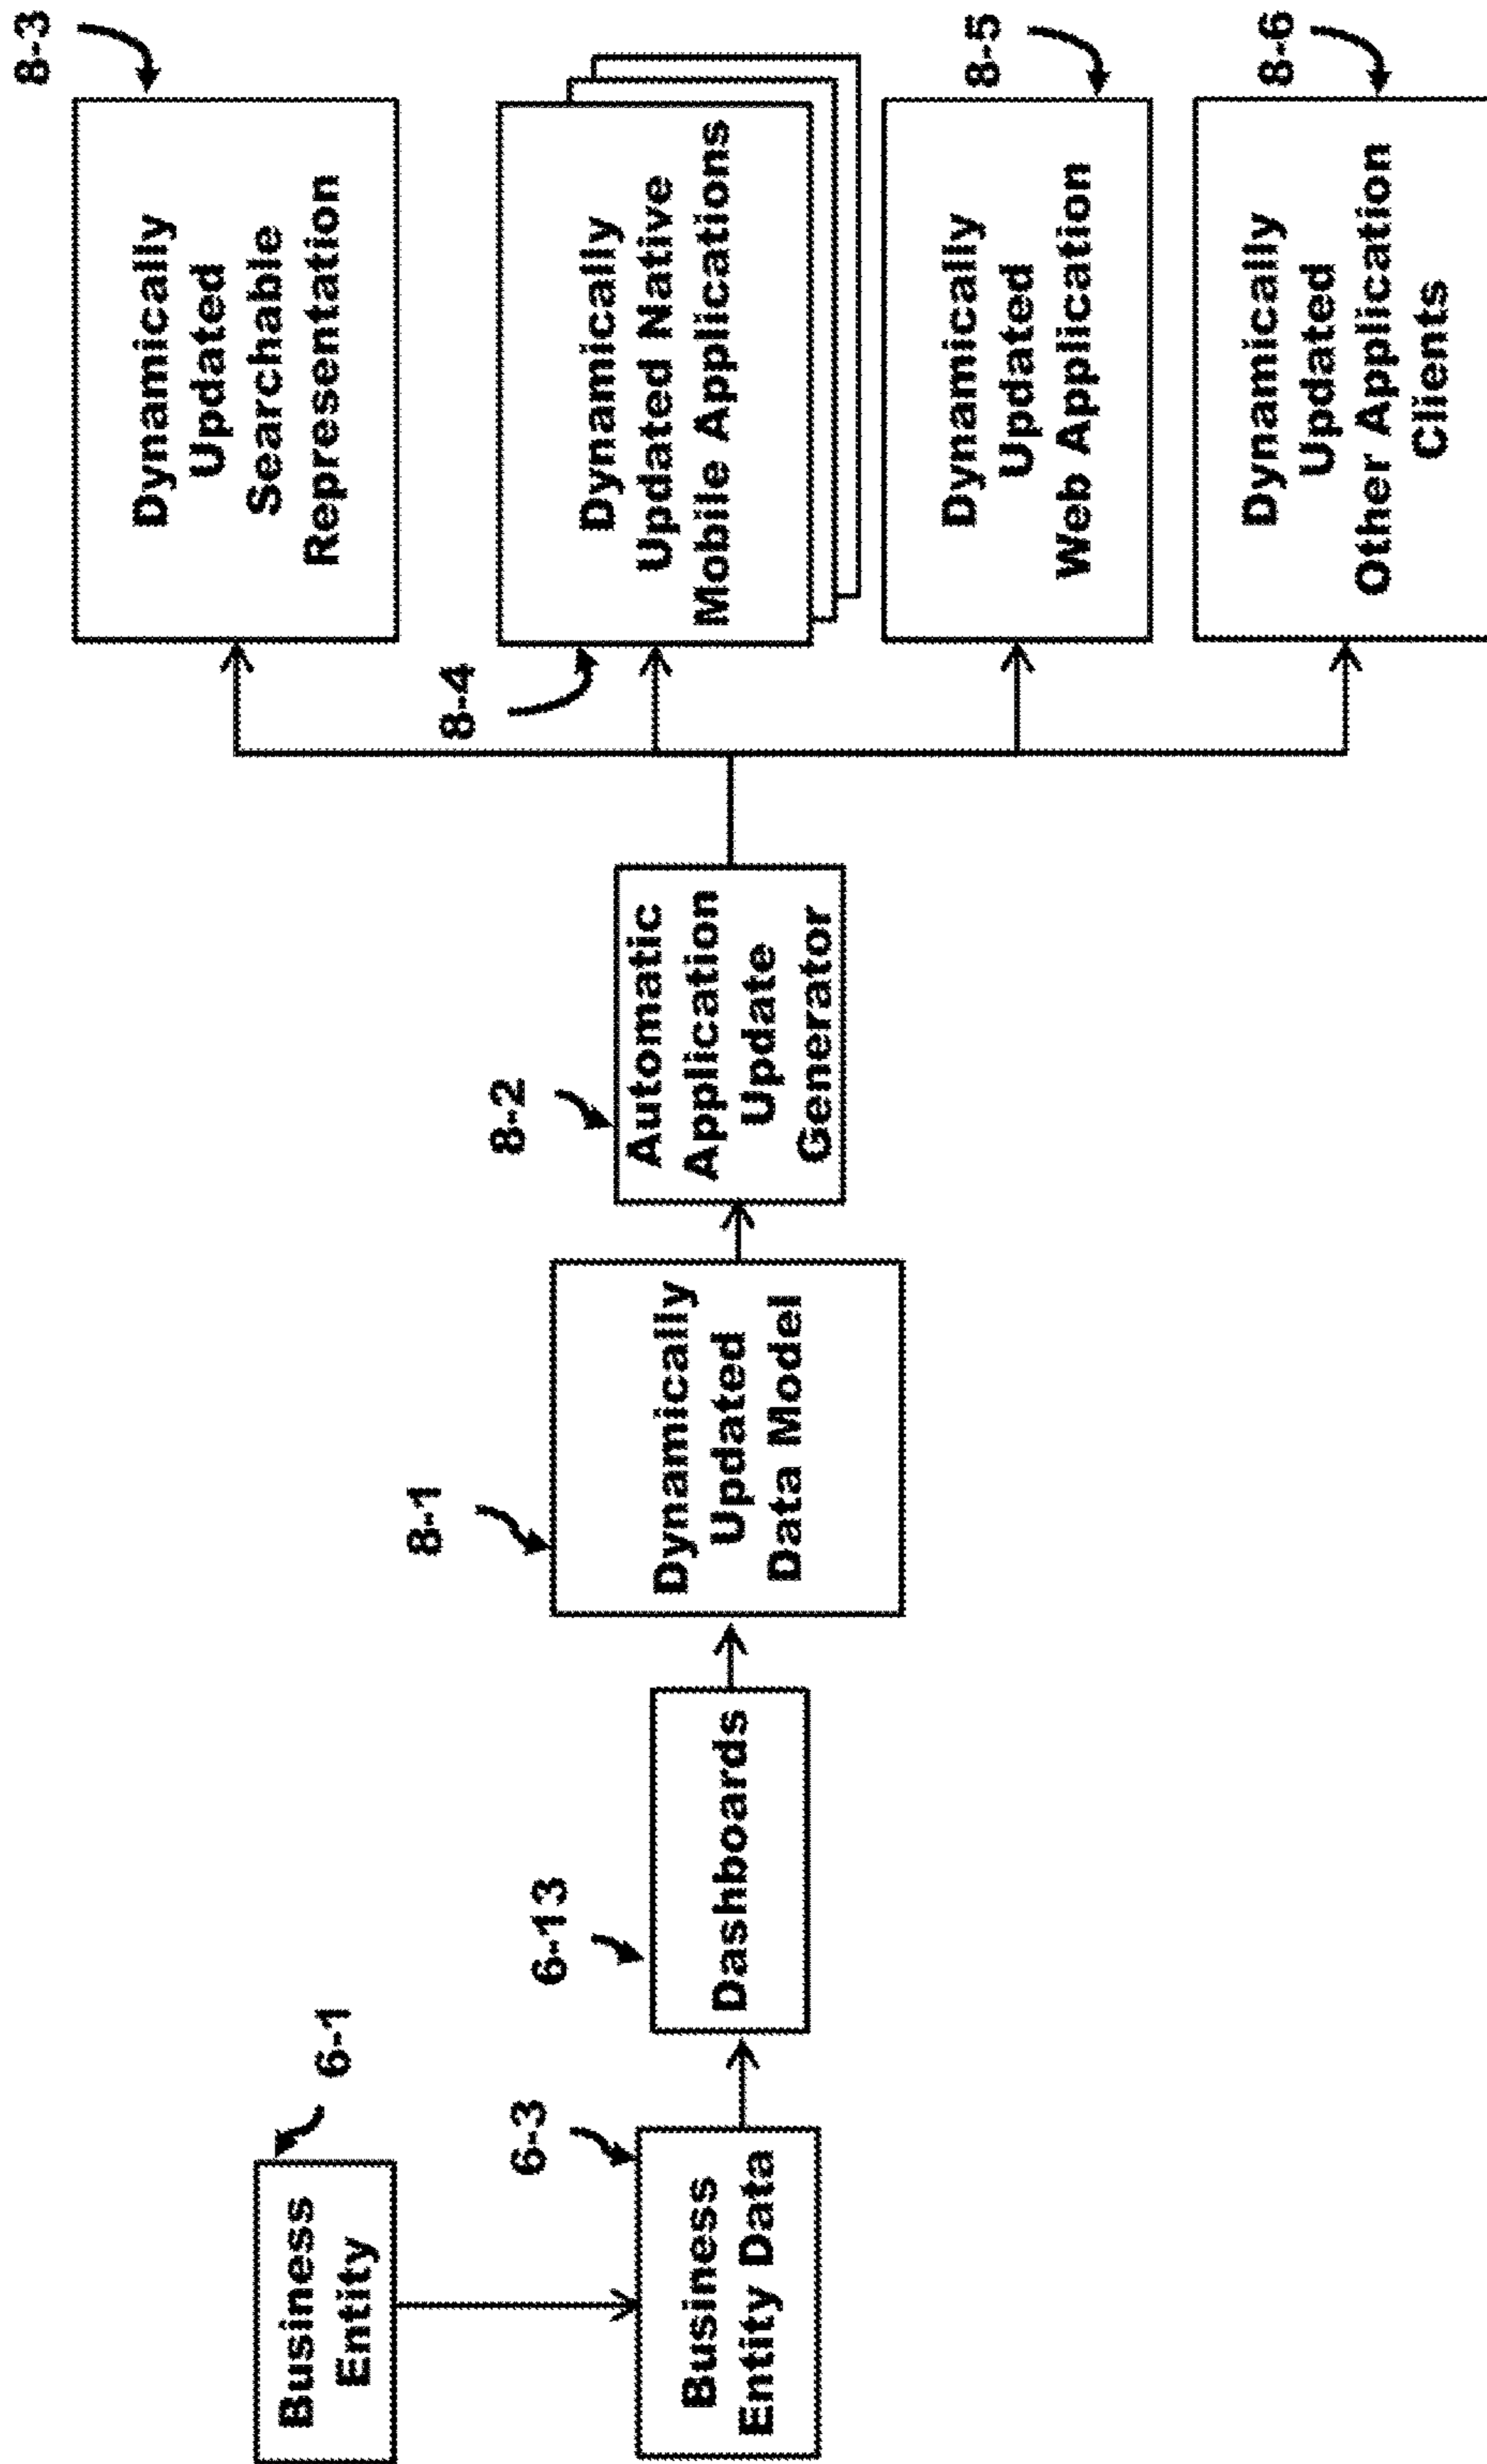 6-1
Business
Entity
6-3
Business
Entity Data
6-13
Dashboards
8-1
Dynamically
Updated
Data Model
8-2
Automatic
Application
Update
Generator
8-3
Dynamically
Updated
Searchable
Representation
8-4
Dynamically
Updated Native
Mobile Applications
8-5
Dynamically
Updated
Web Application
8-6
Dynamically
Updated
Other Application
Clients